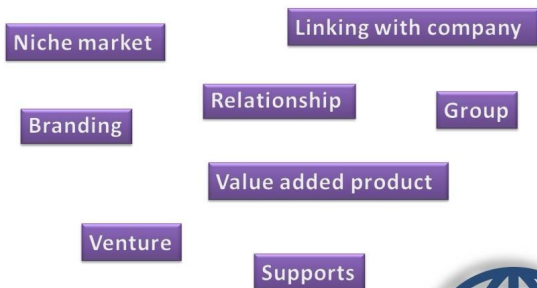 Linking with company
Niche market
Relationship
Group
Branding
Value added product
Venture
Supports